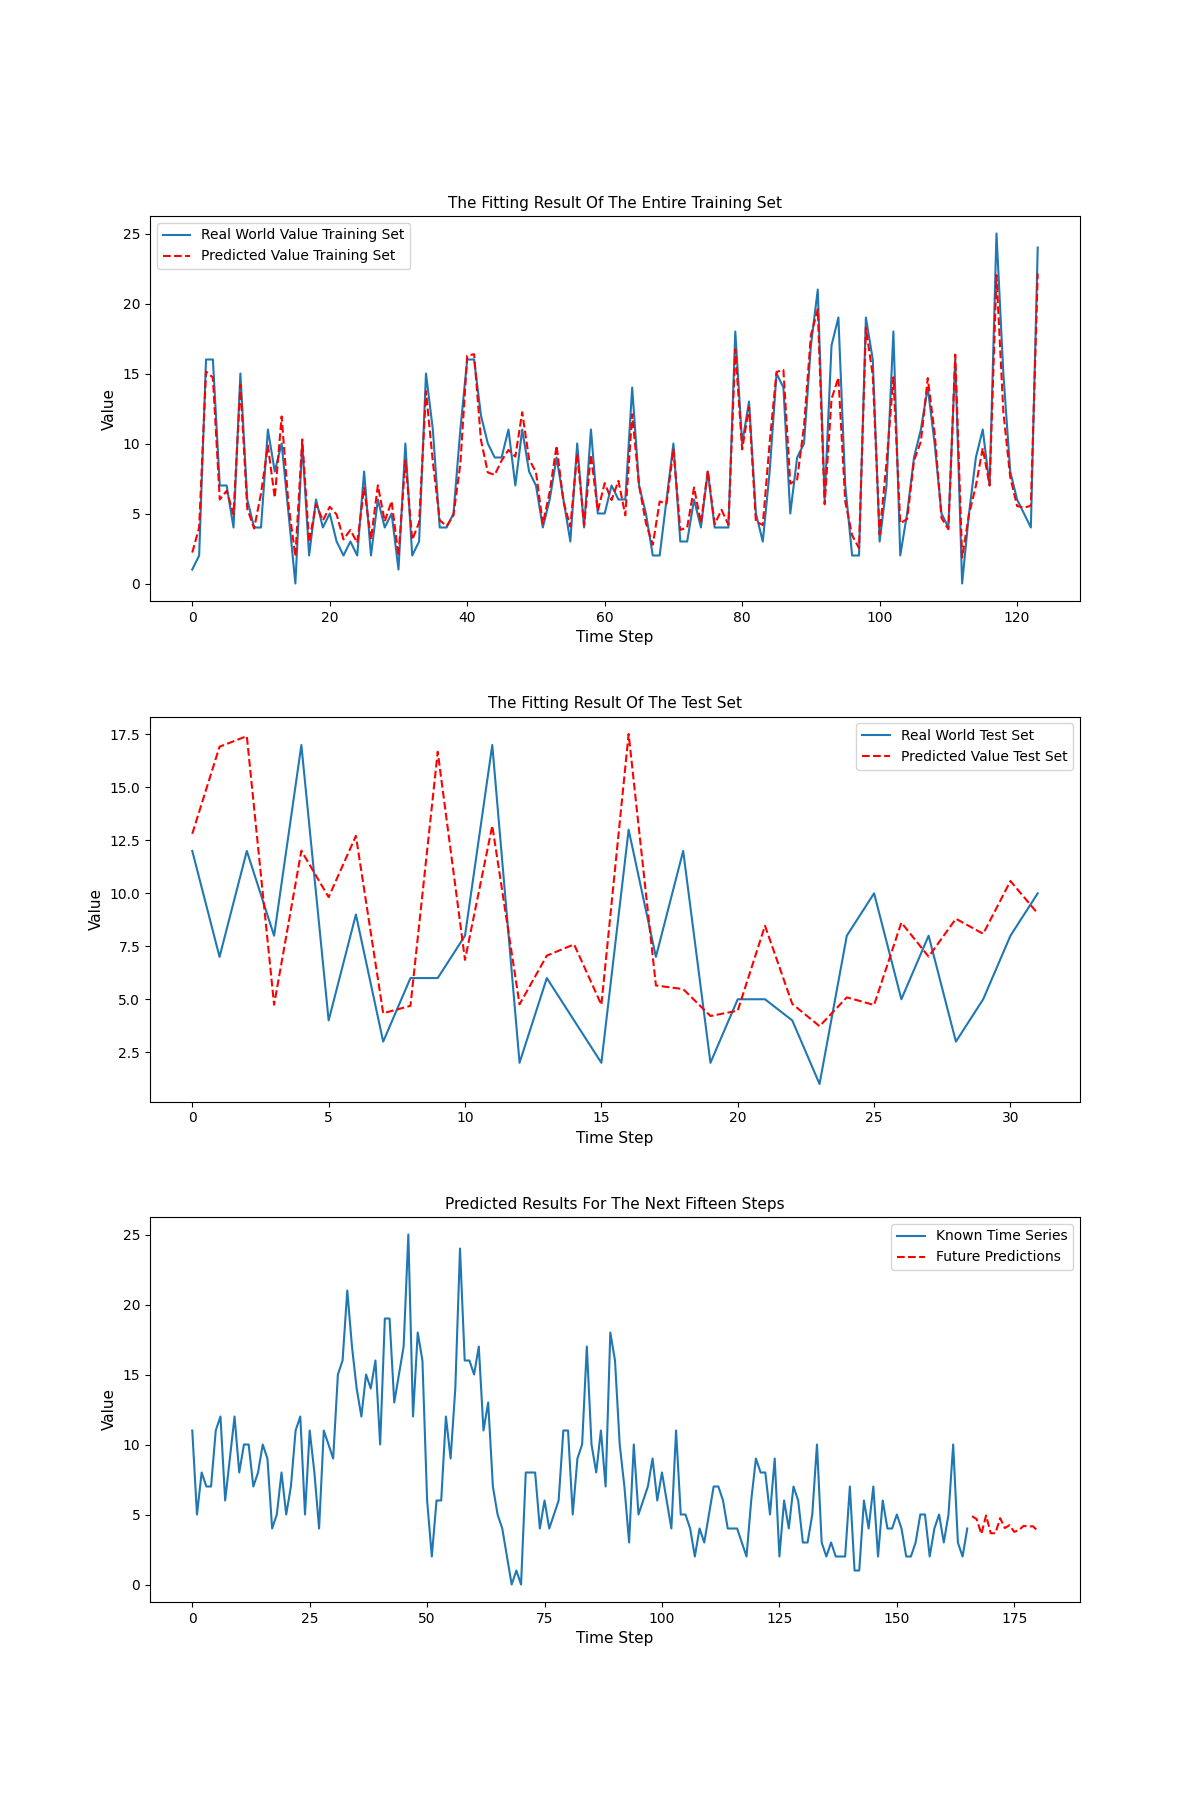 The Fitting Result Of The Entire Training Set
Real World Value Training Set
Predicted Value Training Set
Value
25
20
15
10
5
0
0 20 40 60 80 100 120
Time Step
The Fitting Result Of The Test Set
Real World Test Set
Predicted Value Test Set
Value
17.5
15.0
12.5
10.0
7.5
5.0
2.5
0 5 10 15 20 25 30
Time Step
Predicted Results For The Next Fifteen Steps
Known Time Series
Future Predictions
Value
25
20
15
10
5
0
0 25 50 75 100 125 150 175
Time Step